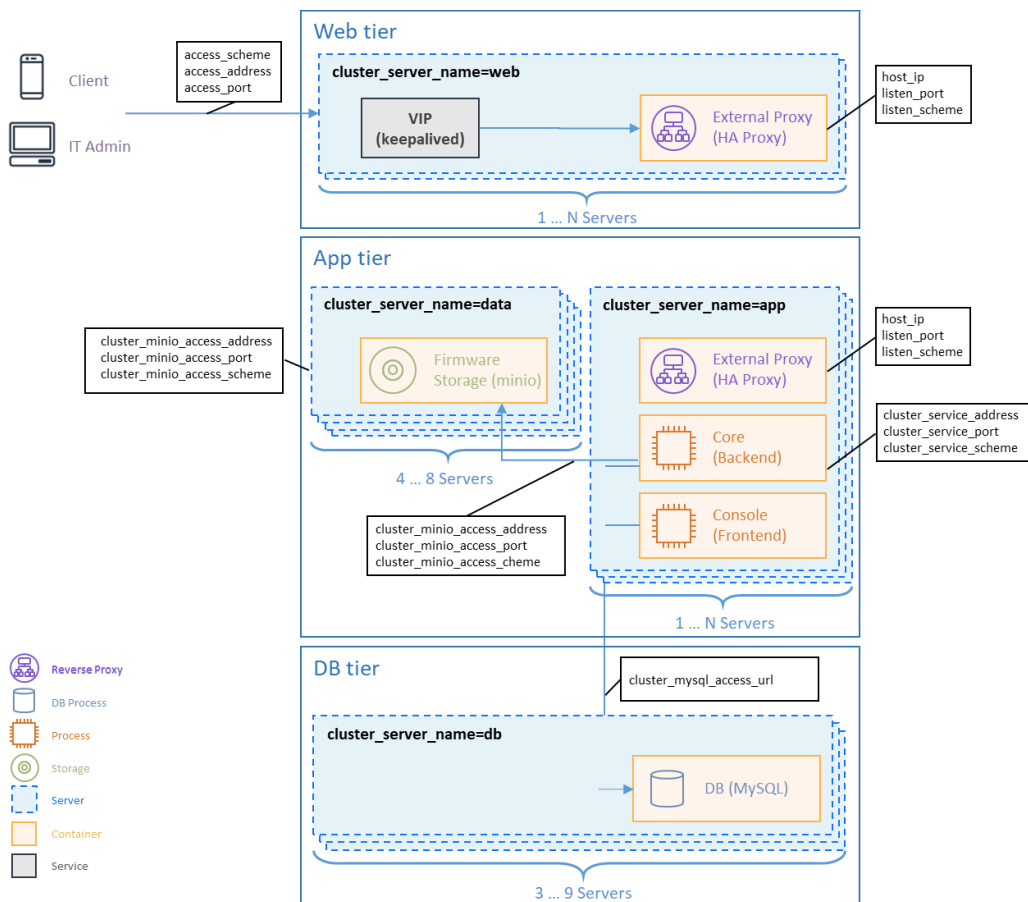 Web tier
Client
IT Admin
access_scheme
access_address
access_port
cluster_server_name=web
VIP
(keepalived)
External Proxy
(HA Proxy)
host_ip
listen_port
listen_scheme
1 ... N Servers
App tier
cluster_server_name=data
cluster_minio_access_address
cluster_minio_access_port
cluster_minio_access_scheme
Firmware
Storage (minio)
4 ... 8 Servers
cluster_server_name=app
External Proxy
(HA Proxy)
host_ip
listen_port
listen_scheme
Core
(Backend)
cluster_service_address
cluster_service_port
cluster_service_scheme
Console
(Frontend)
cluster_minio_access_address
cluster_minio_access_port
cluster_minio_access_cheme
1 ... N Servers
DB tier
cluster_mysql_access_url
cluster_server_name=db
DB (MySQL)
3 ... 9 Servers
Reverse Proxy
DB Process
Process
Storage
Server
Container
Service